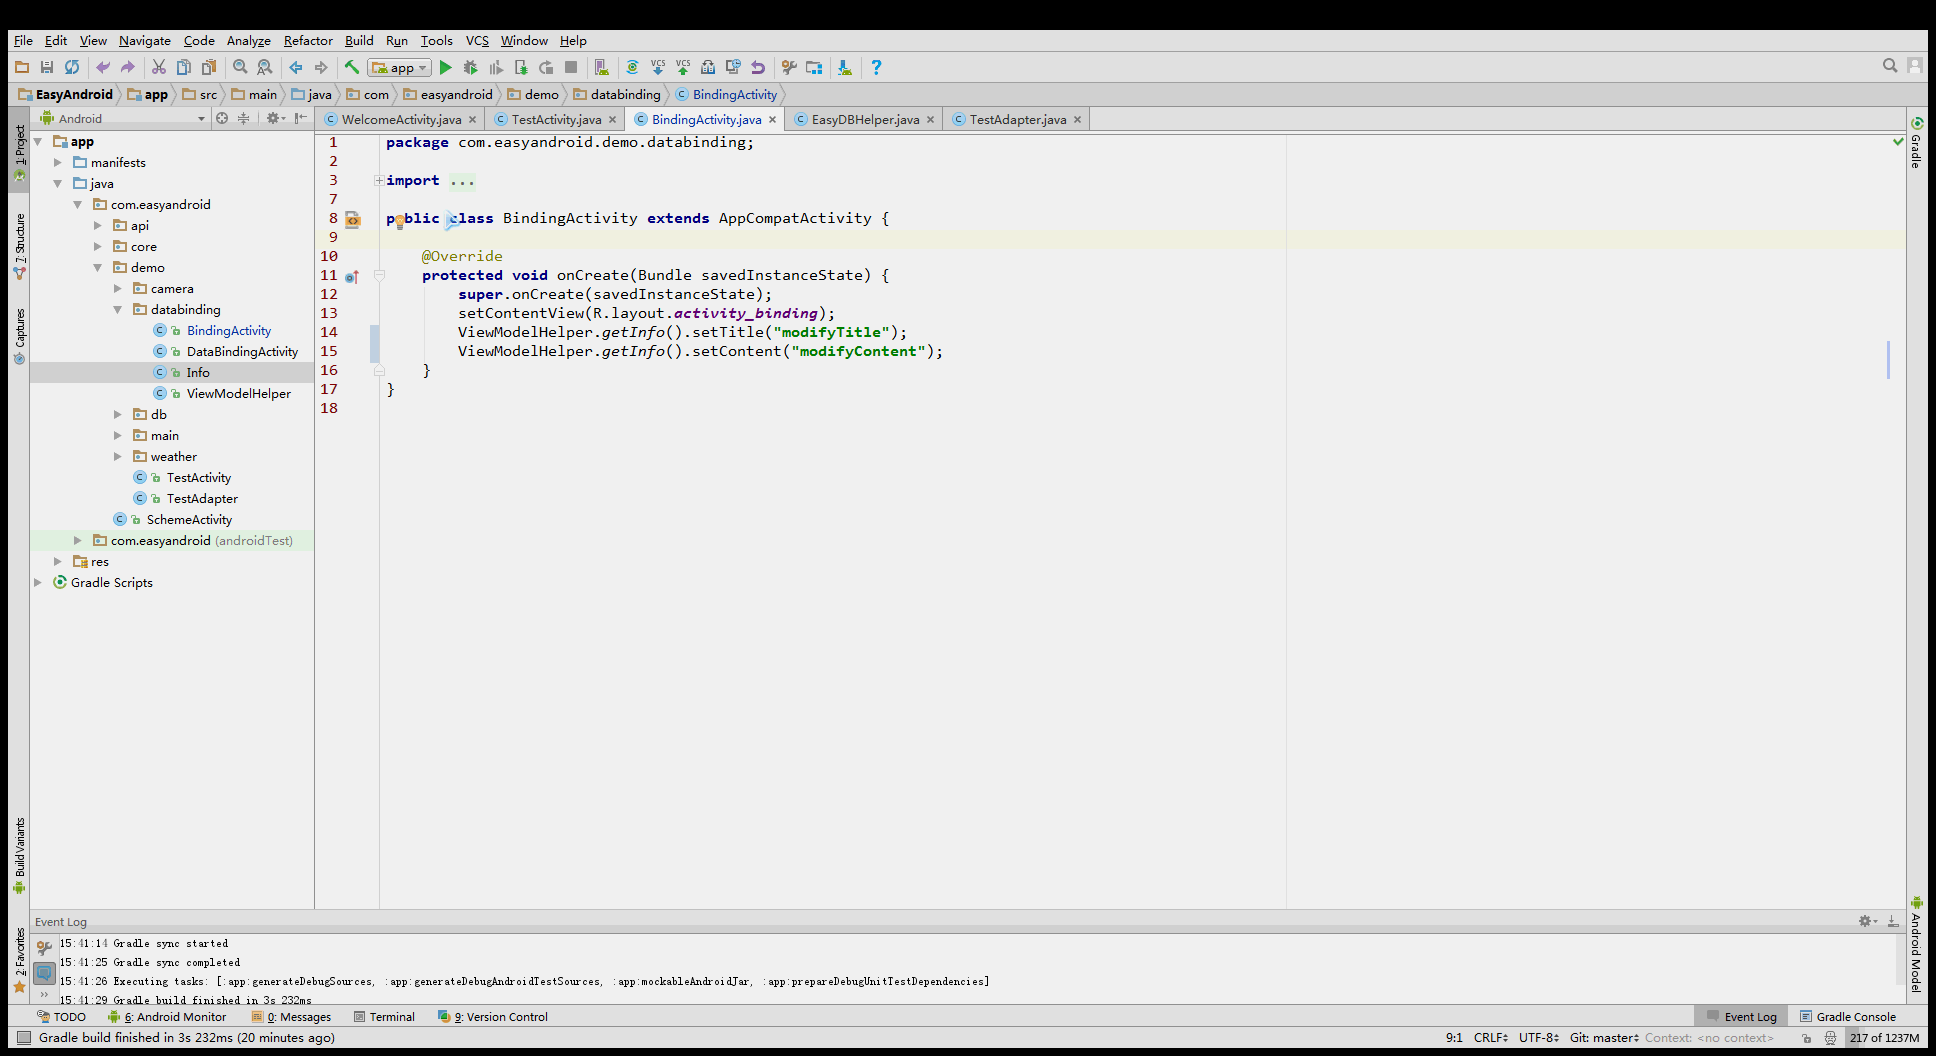 File Edit View Navigate Code Analyze Refactor Build Run Tools VCS Window Help
app
EasyAndroid app src main java com easyandroid demo databinding BindingActivity
Android
WelcomeActivity.java TestActivity.java BindingActivity.java EasyDBHelper.java TestAdapter.java
1: Project
7: Structure
Captures
Build Variants
2: Favorites
app
manifests
java
com.easyandroid
api
core
demo
camera
databinding
BindingActivity
DataBindingActivity
Info
ViewModelHelper
db
main
weather
TestActivity
TestAdapter
SchemeActivity
com.easyandroid (androidTest)
res
Gradle Scripts
1 package com.easyandroid.demo.databinding;
2
3 import ...
7
8 public class BindingActivity extends AppCompatActivity {
9
10 @Override
11 protected void onCreate(Bundle savedInstanceState) {
12 super.onCreate(savedInstanceState);
13 setContentView(R.layout.activity_binding);
14 ViewModelHelper.getInfo().setTitle("modifyTitle");
15 ViewModelHelper.getInfo().setContent("modifyContent");
16 }
17 }
18
Gradle
Android Model
Event Log
15:41:14 Gradle sync started
15:41:25 Gradle sync completed
15:41:26 Executing tasks: [:app:generateDebugSources, :app:generateDebugAndroidTestSources, :app:mockableAndroidJar, :app:prepareDebugUnitTestDependencies]
15:41:29 Gradle build finished in 3s 232ms
TODO 6: Android Monitor 0: Messages Terminal 9: Version Control Event Log Gradle Console
Gradle build finished in 3s 232ms (20 minutes ago) 9:1 CRLF UTF-8 Git: master Context: <no context> 217 of 1237M